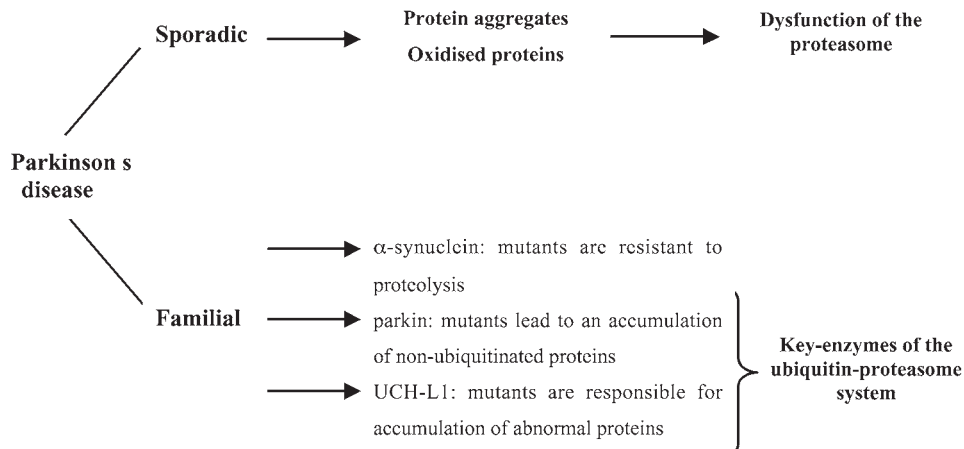 Sporadic
Protein aggregates
Oxidised proteins
Dysfunction of the
proteasome
Parkinson s
disease
Familial
α-synuclein: mutants are resistant to
proteolysis
parkin: mutants lead to an accumulation
of non-ubiquitinated proteins
UCH-L1: mutants are responsible for
accumulation of abnormal proteins
Key-enzymes of the
ubiquitin-proteasome
system